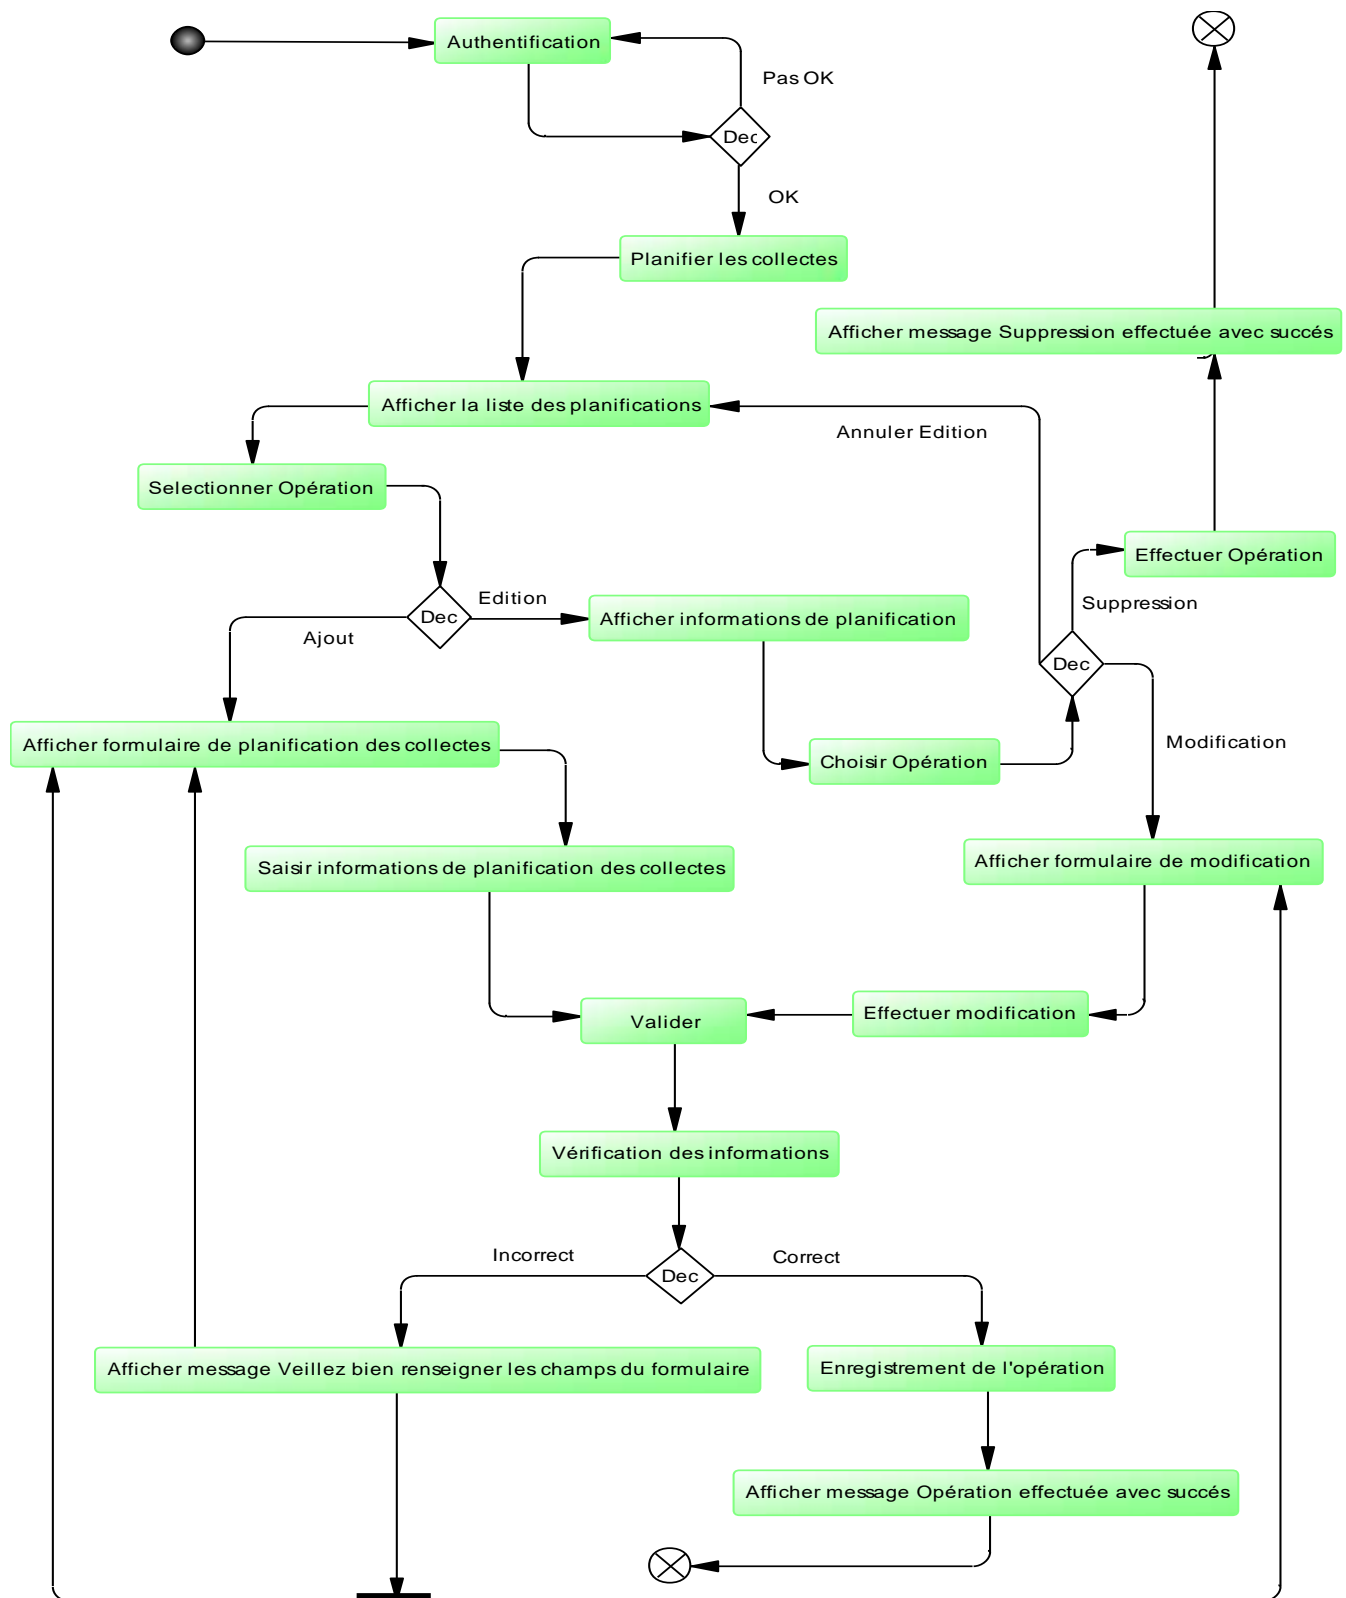 Authentification
Pas OK
Dec
OK
Planifier les collectes
Afficher message Suppression effectuée avec succés
Afficher la liste des planifications
Annuler Edition
Selectionner Opération
Effectuer Opération
Suppression
Edition
Dec
Afficher informations de planification
Ajout
Dec
Afficher formulaire de planification des collectes
Modification
Choisir Opération
Saisir informations de planification des collectes
Afficher formulaire de modification
Valider
Effectuer modification
Vérification des informations
Incorrect
Correct
Dec
Afficher message Veillez bien renseigner les champs du formulaire
Enregistrement de l'opération
Afficher message Opération effectuée avec succés